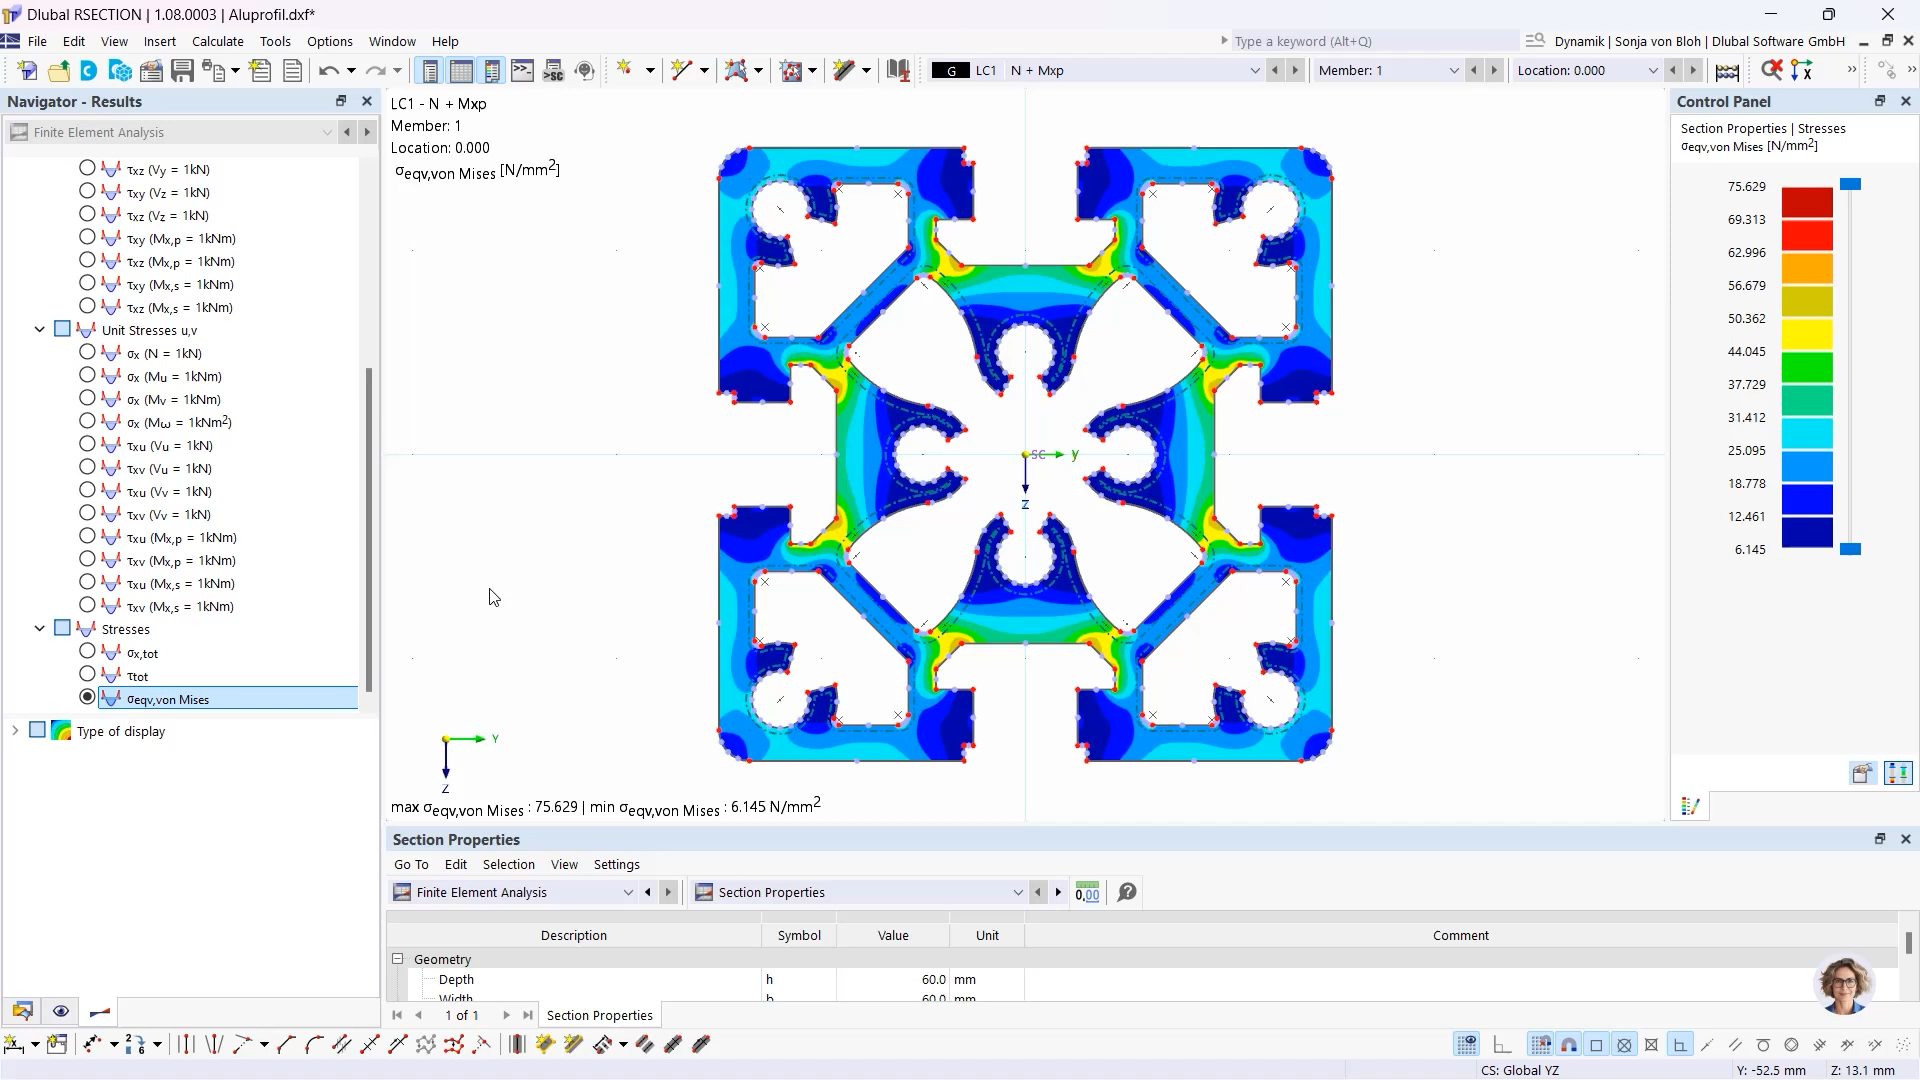 Dlubal RSECTION | 1.08.0003 | Aluprofil.dxf*
File Edit View Insert Calculate Tools Options Window Help
Type a keyword (Alt+Q)
Dynamik | Sonja von Bloh | Dlubal Software GmbH
G LC1 N + Mxp
Member: 1
Location: 0.000
Navigator - Results
Finite Element Analysis
τxz (Vy = 1kN)
τxy (Vz = 1kN)
τxz (Vz = 1kN)
τxy (Mx,p = 1kNm)
τxz (Mx,p = 1kNm)
τxy (Mx,s = 1kNm)
τxz (Mx,s = 1kNm)
Unit Stresses u,v
σx (N = 1kN)
σx (Mu = 1kNm)
σx (Mv = 1kNm)
σx (Mω = 1kNm²)
τxu (Vu = 1kN)
τxv (Vu = 1kN)
τxu (Vv = 1kN)
τxv (Vv = 1kN)
τxu (Mx,p = 1kNm)
τxv (Mx,p = 1kNm)
τxu (Mx,s = 1kNm)
τxv (Mx,s = 1kNm)
Stresses
σx,tot
τtot
σeqv,von Mises
Type of display
LC1 - N + Mxp
Member: 1
Location: 0.000
σeqv,von Mises [N/mm²]
SC y
z
Y
Z
max σeqv,von Mises : 75.629 | min σeqv,von Mises : 6.145 N/mm²
Control Panel
Section Properties | Stresses
σeqv,von Mises [N/mm²]
75.629
69.313
62.996
56.679
50.362
44.045
37.729
31.412
25.095
18.778
12.461
6.145
Section Properties
Go To Edit Selection View Settings
Finite Element Analysis
Section Properties
0,00
Description Symbol Value Unit Comment
Geometry
Depth h 60.0 mm
Width b 60.0 mm
1 of 1
Section Properties
CS: Global YZ
Y: -52.5 mm Z: 13.1 mm